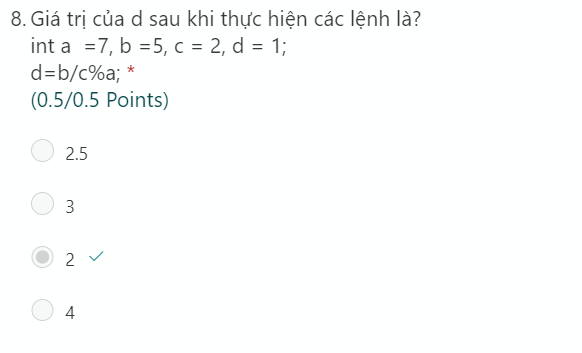 8. Giá trị của d sau khi thực hiện các lệnh là?
int a =7, b =5, c = 2, d = 1;
d=b/c%a; *
(0.5/0.5 Points)
2.5
3
2
4